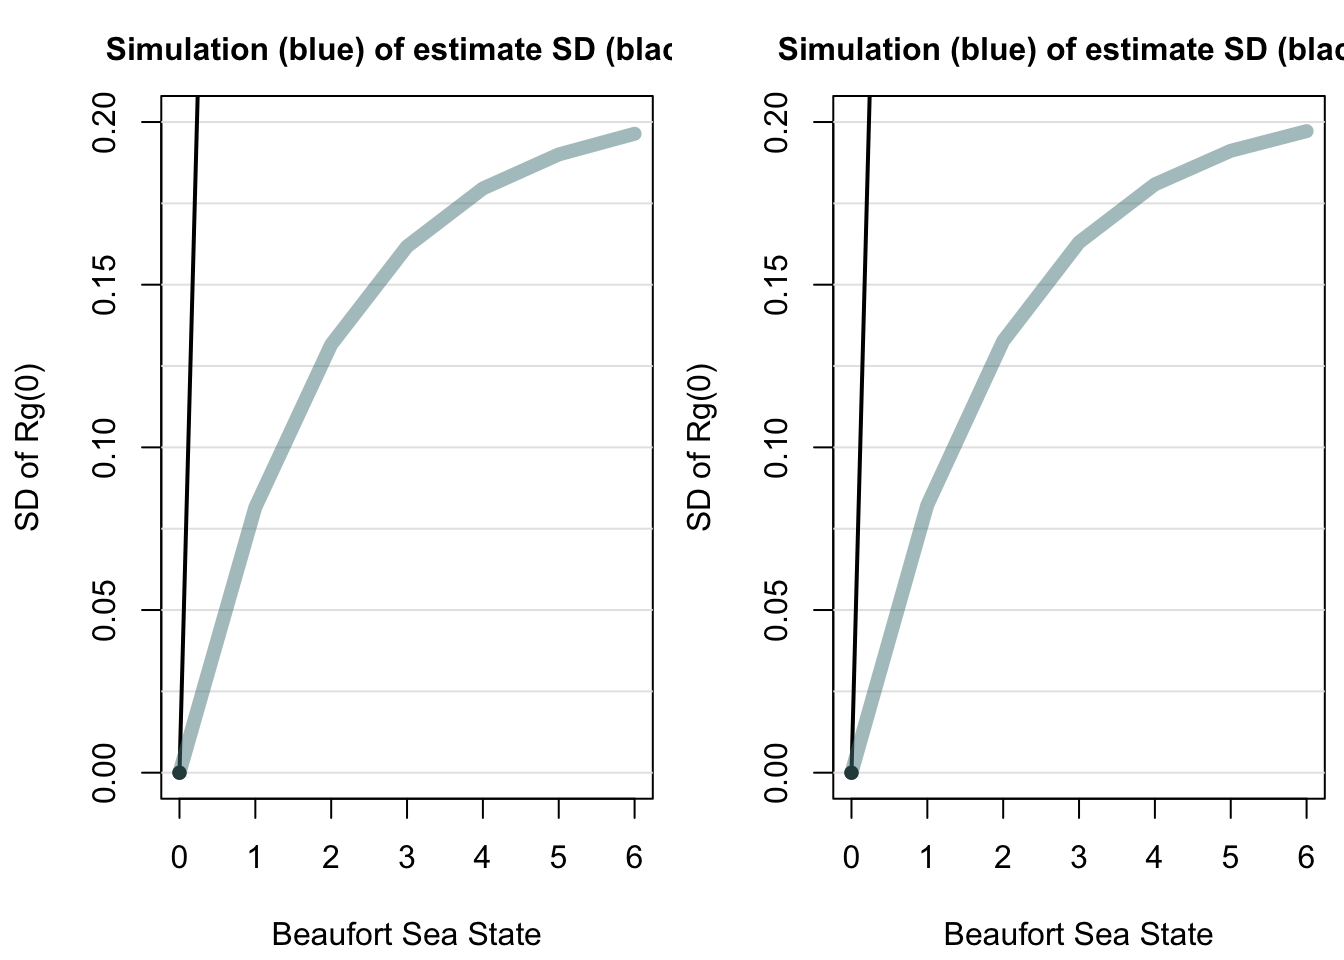 Simulation (blue) of estimate SD (blac
SD of Rg(0)
0.20
0.15
0.10
0.05
0.00
0 1 2 3 4 5 6
Beaufort Sea State
Simulation (blue) of estimate SD (blac
SD of Rg(0)
0.20
0.15
0.10
0.05
0.00
0 1 2 3 4 5 6
Beaufort Sea State